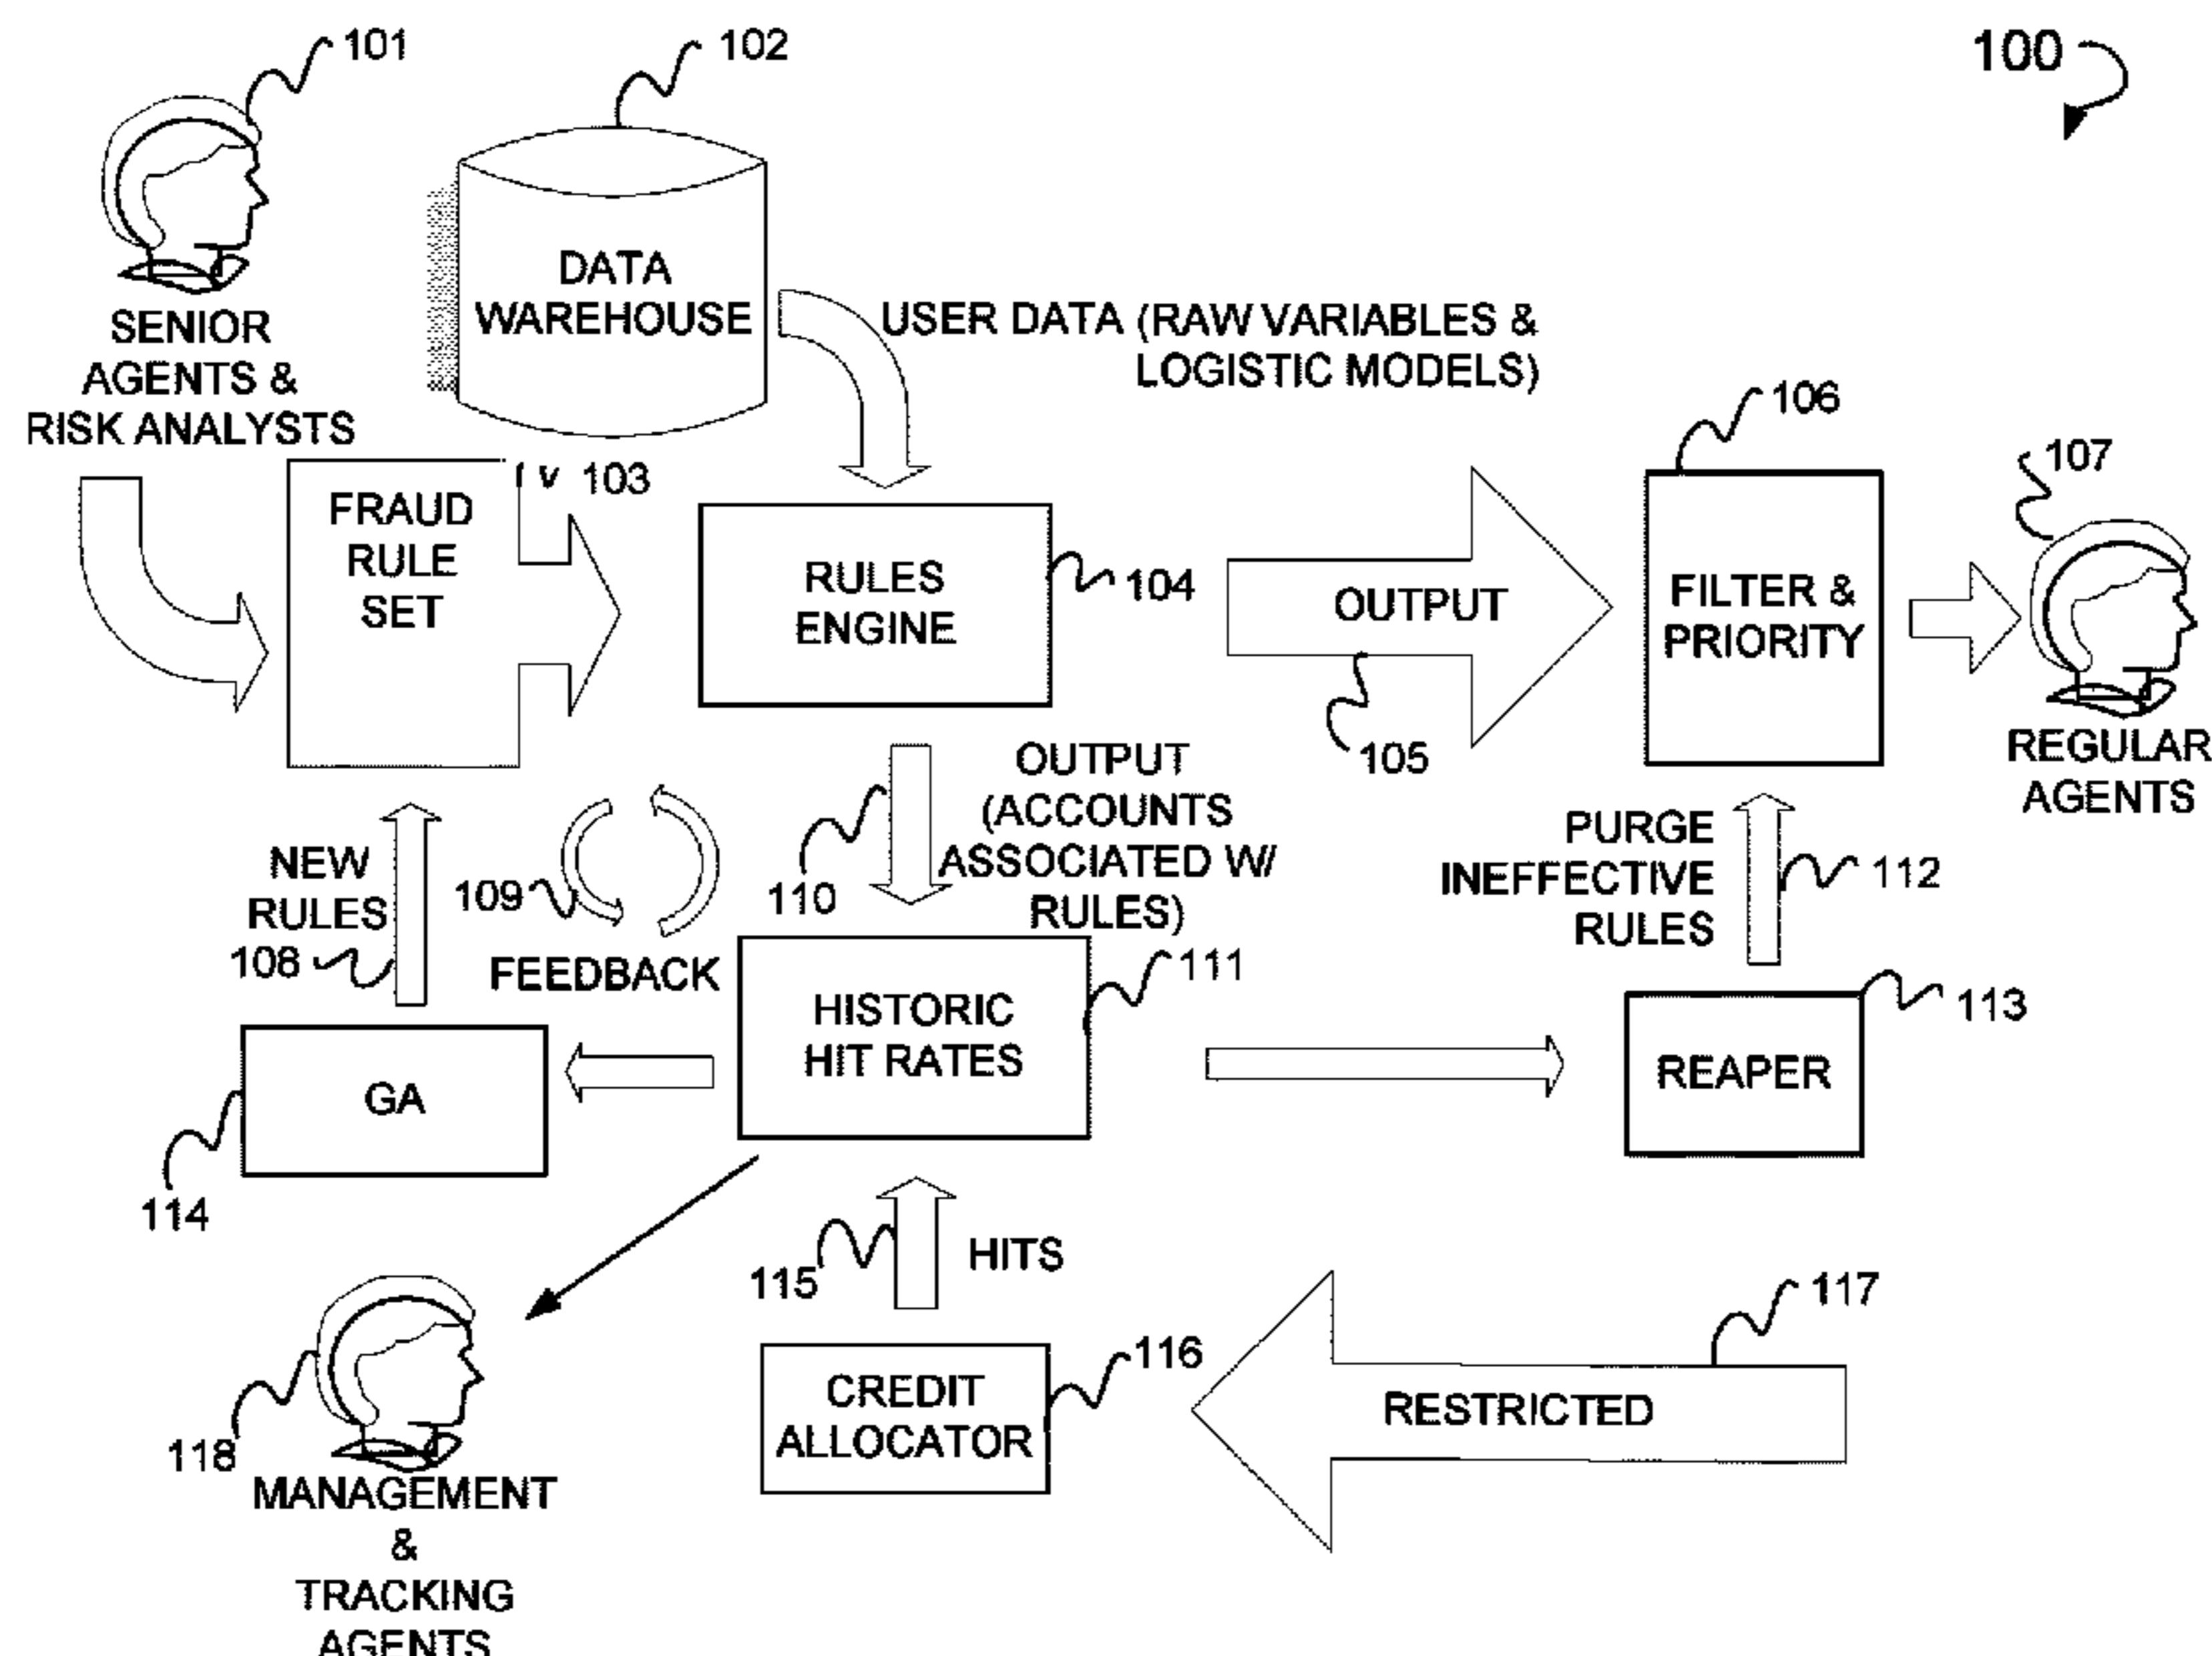 101
102
100
DATA
WAREHOUSE
SENIOR
AGENTS &
RISK ANALYSTS
USER DATA (RAW VARIABLES &
LOGISTIC MODELS)
106
107
103
FRAUD
RULE
SET
RULES
ENGINE
104
OUTPUT
105
FILTER &
PRIORITY
REGULAR
AGENTS
OUTPUT
(ACCOUNTS
ASSOCIATED W/
RULES)
110
NEW
RULES
108
109
FEEDBACK
PURGE
INEFFECTIVE
RULES
112
HISTORIC
HIT RATES
111
113
REAPER
GA
114
HITS
115
117
116
CREDIT
ALLOCATOR
RESTRICTED
118
MANAGEMENT
&
TRACKING
AGENTS